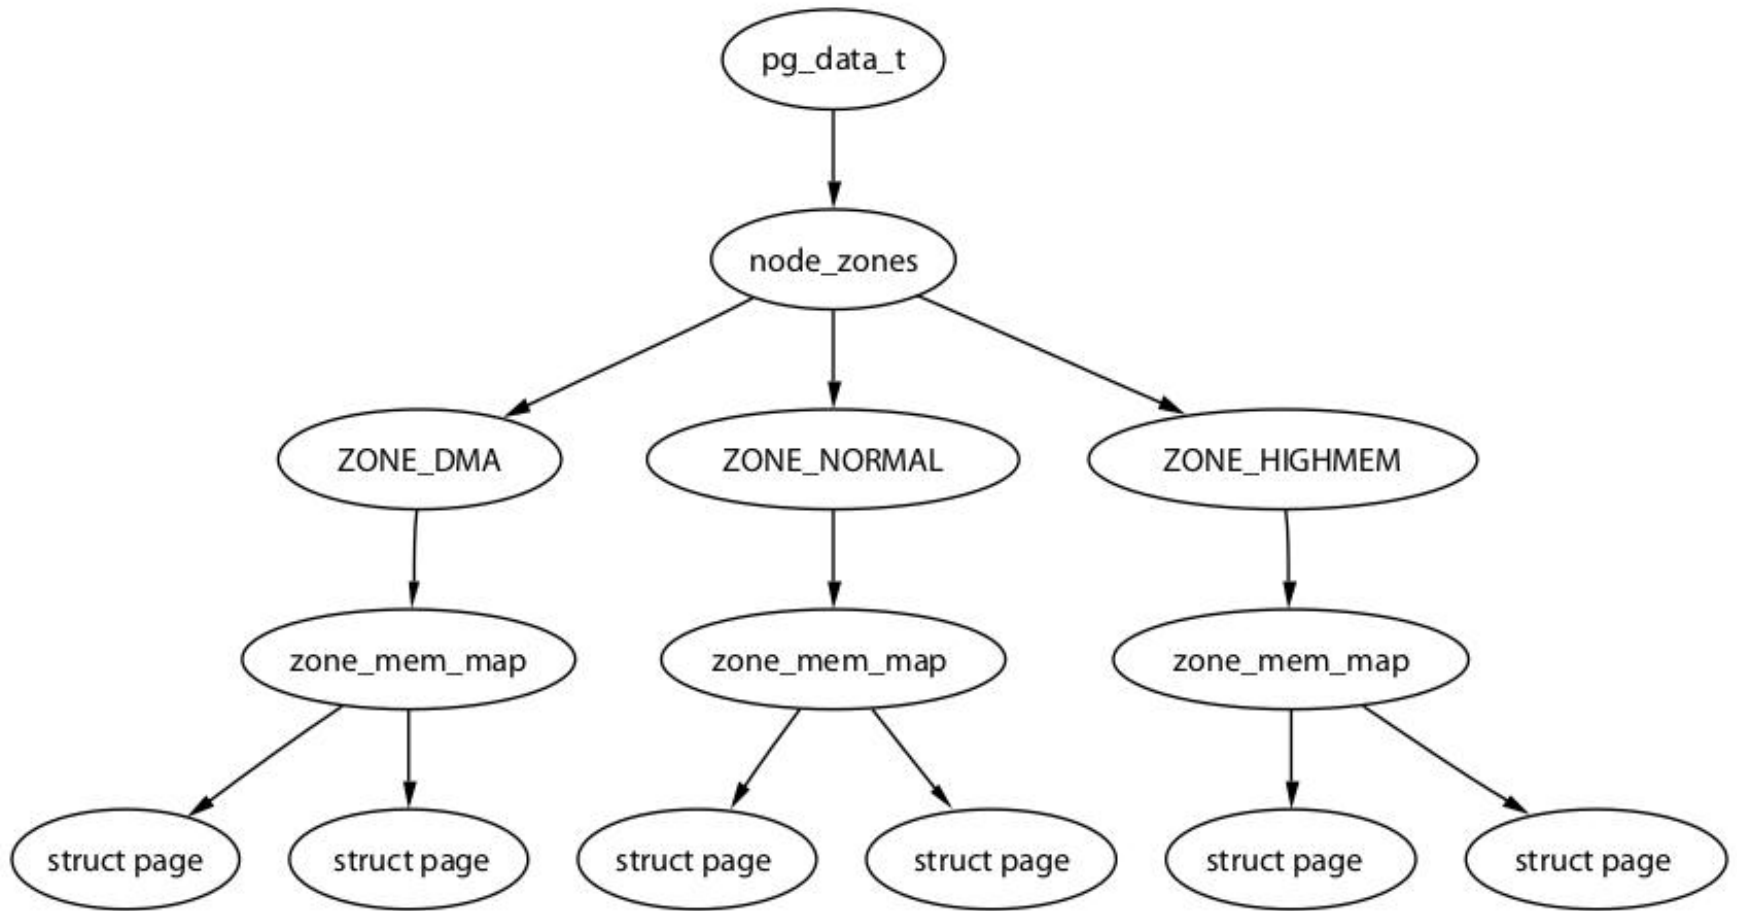 pg_data_t
node_zones
ZONE_DMA
ZONE_NORMAL
ZONE_HIGHMEM
zone_mem_map
zone_mem_map
zone_mem_map
struct page
struct page
struct page
struct page
struct page
struct page